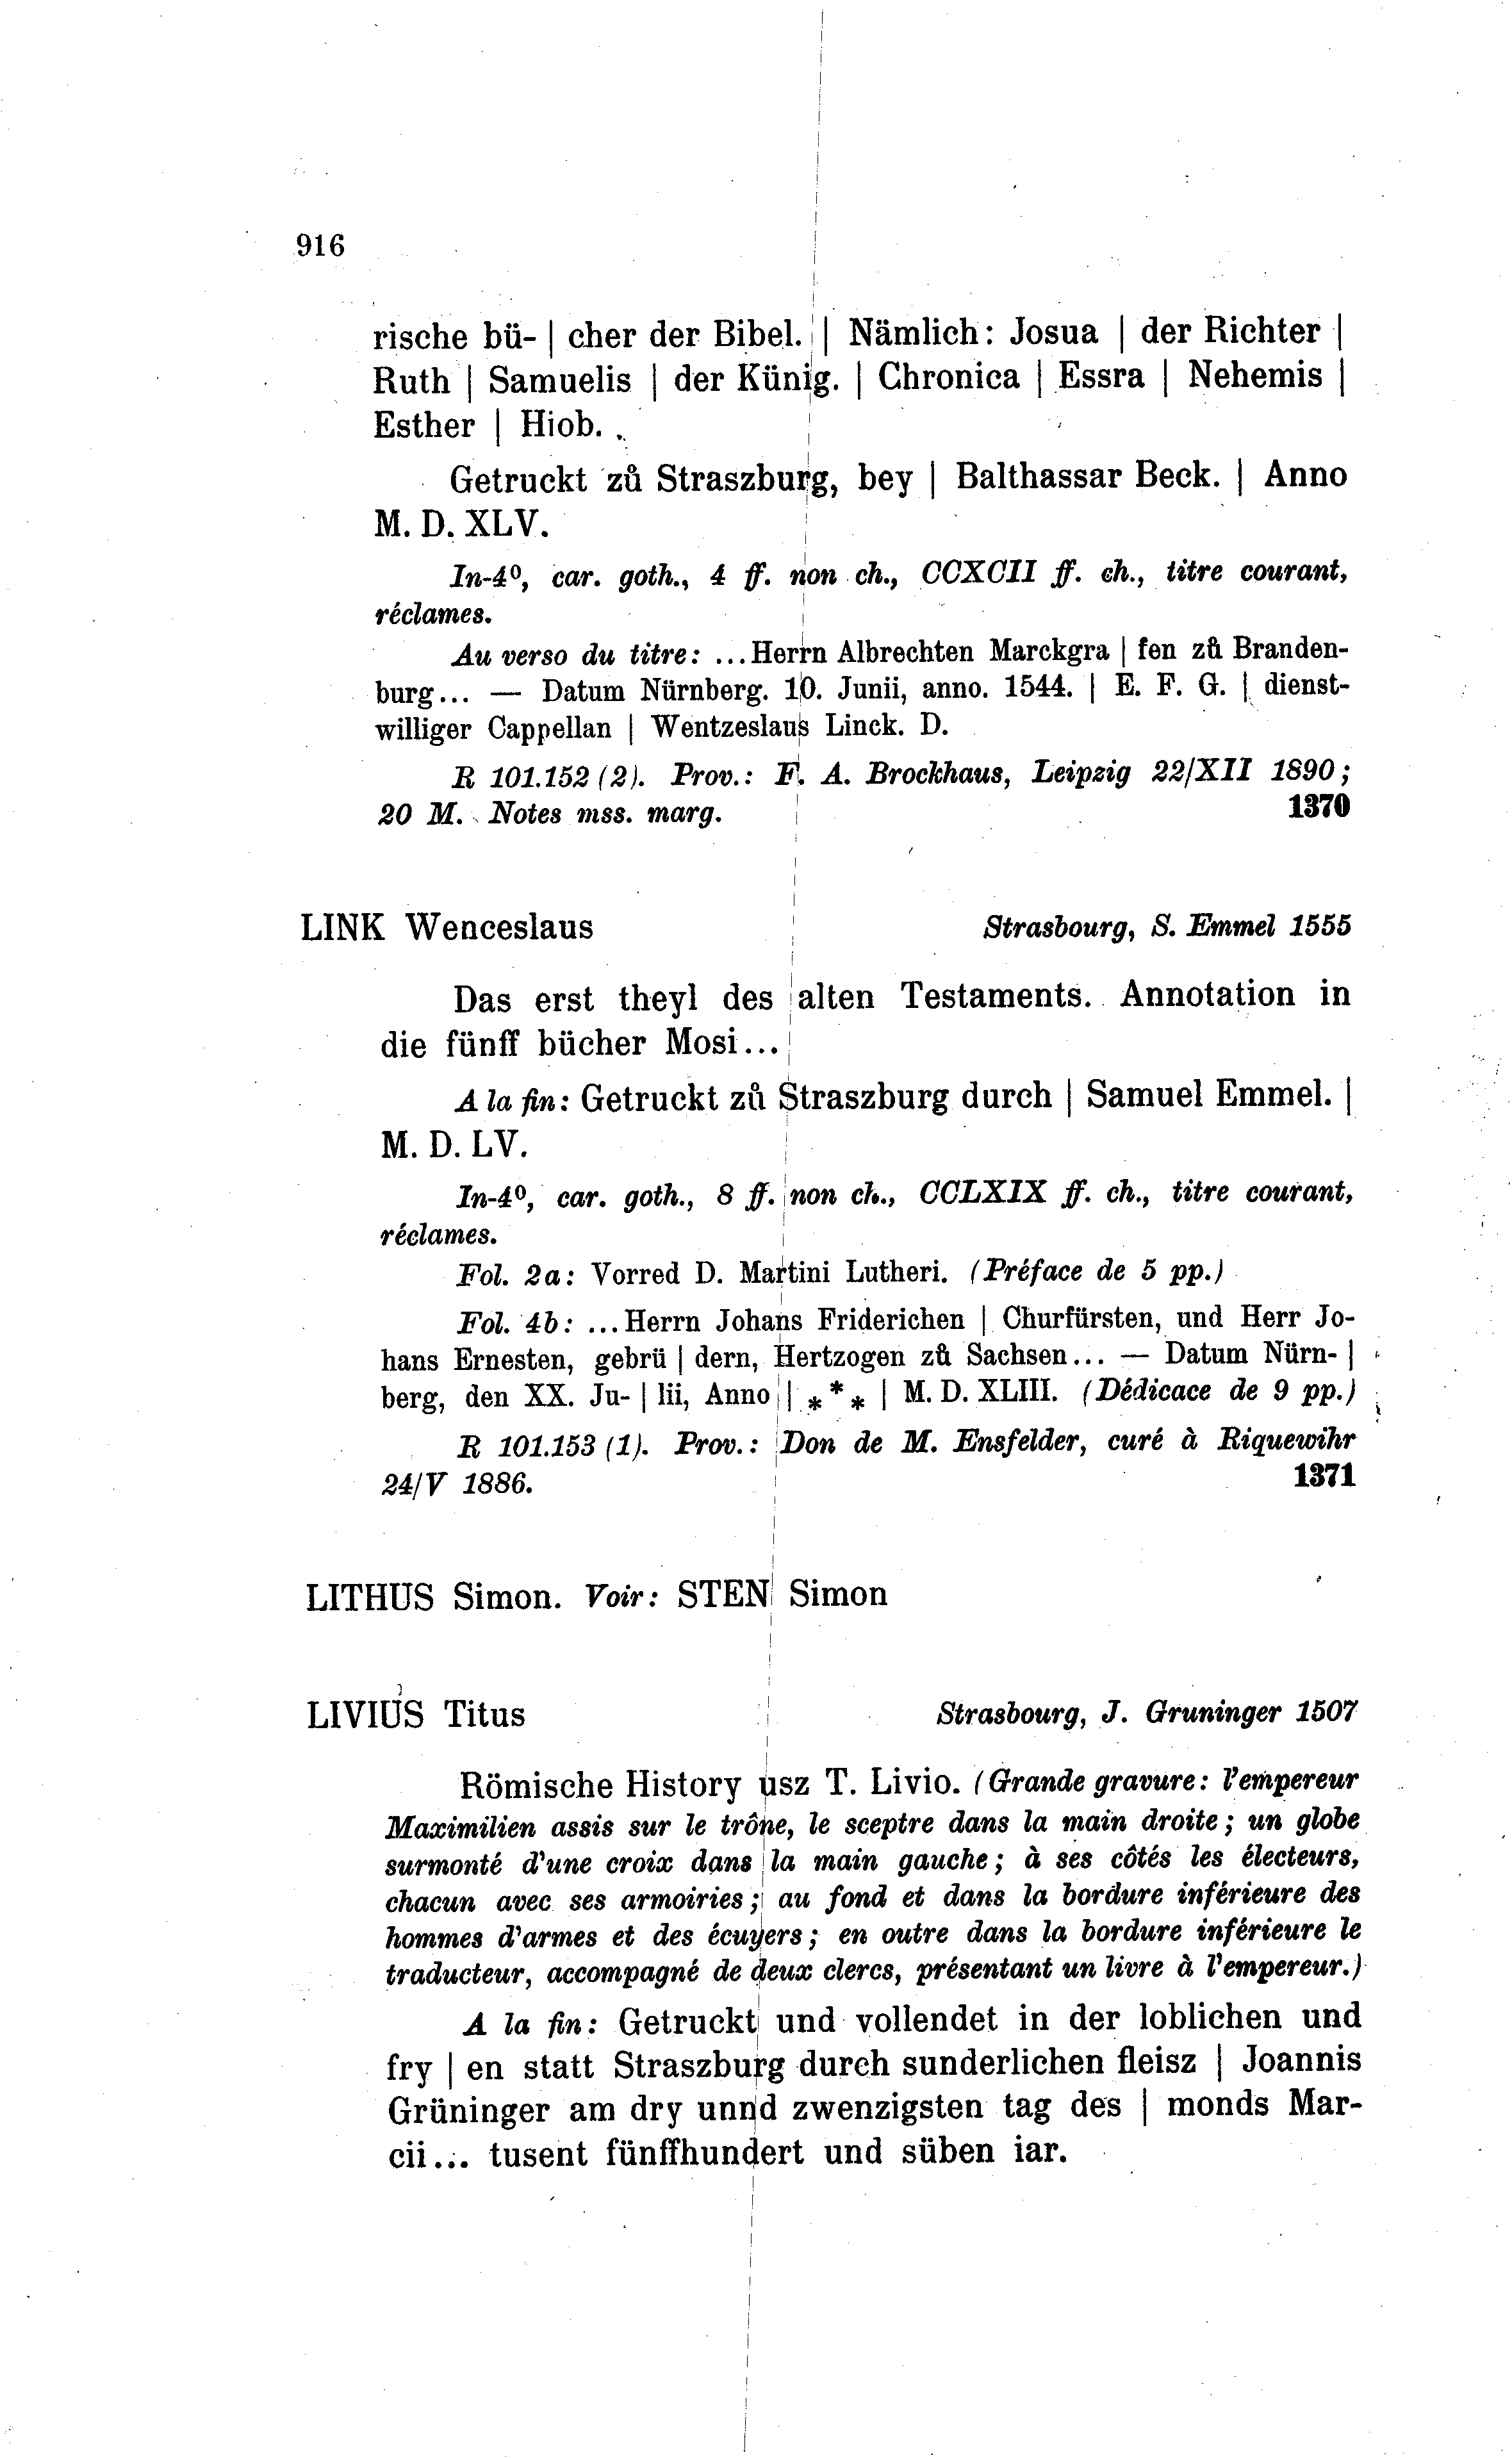 916
rische bü- | cher der Bibel. | Nämlich: Josua | der Richter |
Ruth | Samuelis | der Künig. | Chronica | Essra | Nehemis |
Esther | Hiob.
Getruckt zů Straszburg, bey | Balthassar Beck. | Anno
M. D. XLV.
In-4⁰, car. goth., 4 ff. non ch., CCXCII ff. ch., titre courant,
réclames.
Au verso du titre: ...Herrn Albrechten Marckgra | fen zů Branden-
burg... — Datum Nürnberg. 10. Junii, anno. 1544. | E. F. G. | dienst-
williger Cappellan | Wentzeslaus Linck. D.
R 101.152 (2). Prov.: F. A. Brockhaus, Leipzig 22/XII 1890;
20 M. Notes mss. marg. 1370
LINK Wenceslaus Strasbourg, S. Emmel 1555
Das erst theyl des alten Testaments. Annotation in
die fünff bücher Mosi...
A la fin: Getruckt zů Straszburg durch | Samuel Emmel. |
M. D. LV.
In-4⁰, car. goth., 8 ff. non ch., CCLXIX ff. ch., titre courant,
réclames.
Fol. 2a: Vorred D. Martini Lutheri. (Préface de 5 pp.)
Fol. 4b: ...Herrn Johans Friderichen | Churfürsten, und Herr Jo-
hans Ernesten, gebrü | dern, Hertzogen zů Sachsen... — Datum Nürn- |
berg, den XX. Ju- | lii, Anno | *** | M. D. XLIII. (Dédicace de 9 pp.)
R 101.153 (1). Prov.: Don de M. Ensfelder, curé à Riquewihr
24/V 1886. 1371
LITHUS Simon. Voir: STEN Simon
LIVIUS Titus Strasbourg, J. Gruninger 1507
Römische History usz T. Livio. (Grande gravure: l'empereur
Maximilien assis sur le trône, le sceptre dans la main droite; un globe
surmonté d'une croix dans la main gauche; à ses côtés les électeurs,
chacun avec ses armoiries; au fond et dans la bordure inférieure des
hommes d'armes et des écuyers; en outre dans la bordure inférieure le
traducteur, accompagné de deux clercs, présentant un livre à l'empereur.)
A la fin: Getruckt und vollendet in der loblichen und
fry | en statt Straszburg durch sunderlichen fleisz | Joannis
Grüninger am dry unnd zwenzigsten tag des | monds Mar-
cii... tusent fünffhundert und süben iar.